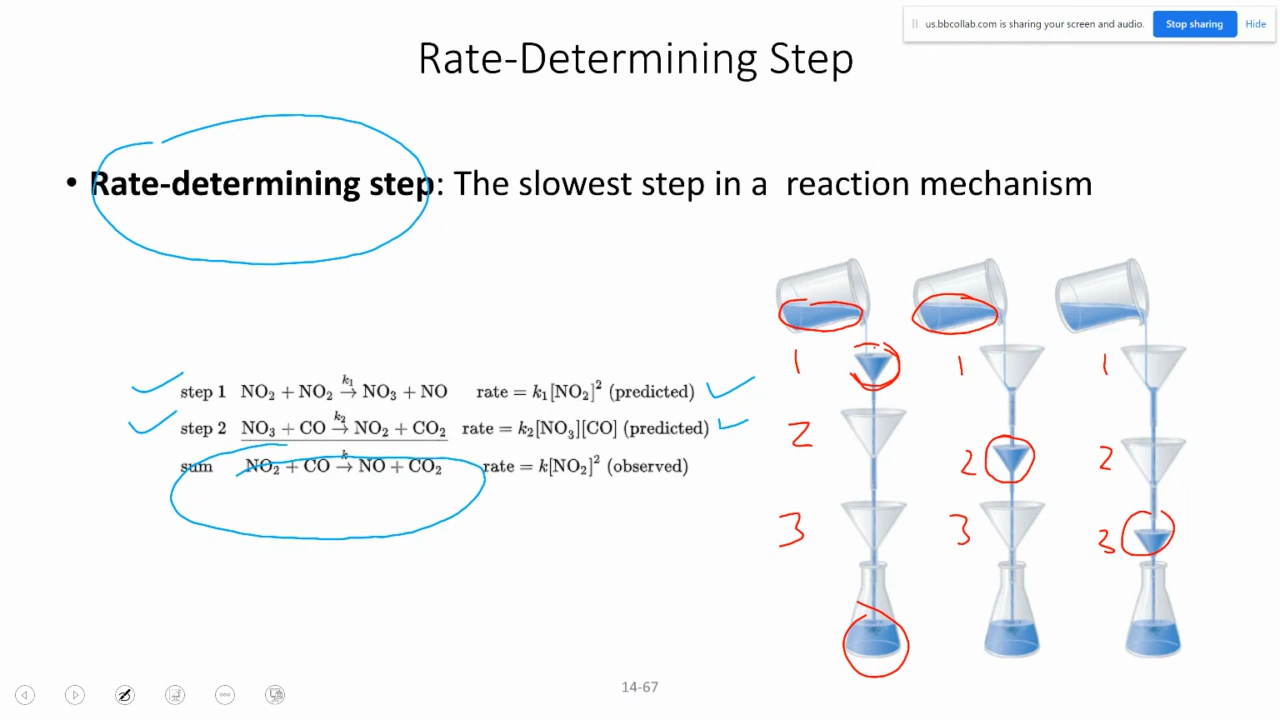 us.bbcollab.com is sharing your screen and audio. Stop sharing Hide
Rate-Determining Step
• Rate-determining step: The slowest step in a reaction mechanism
step 1 NO₂ + NO₂ →k₁ NO₃ + NO rate = k₁[NO₂]² (predicted)
step 2 NO₃ + CO →k₂ NO₂ + CO₂ rate = k₂[NO₃][CO] (predicted)
sum NO₂ + CO →k NO + CO₂ rate = k[NO₂]² (observed)
1 1 1
2 2 2
3 3 3
14-67